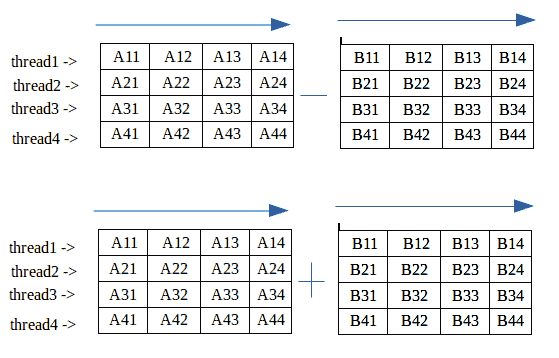 thread1 -> A11 A12 A13 A14 B11 B12 B13 B14
thread2 -> A21 A22 A23 A24 — B21 B22 B23 B24
thread3 -> A31 A32 A33 A34 B31 B32 B33 B34
thread4 -> A41 A42 A43 A44 B41 B42 B43 B44
thread1 -> A11 A12 A13 A14 B11 B12 B13 B14
thread2 -> A21 A22 A23 A24 + B21 B22 B23 B24
thread3 -> A31 A32 A33 A34 B31 B32 B33 B34
thread4 -> A41 A42 A43 A44 B41 B42 B43 B44